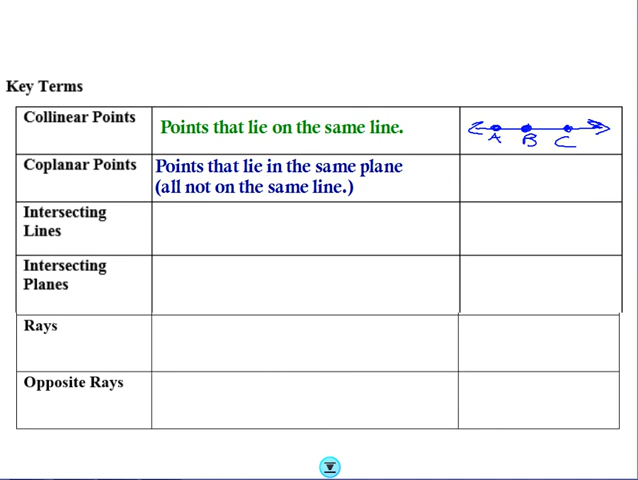 Key Terms
Collinear Points
Points that lie on the same line.
A B C
Coplanar Points
Points that lie in the same plane
(all not on the same line.)
Intersecting
Lines
Intersecting
Planes
Rays
Opposite Rays